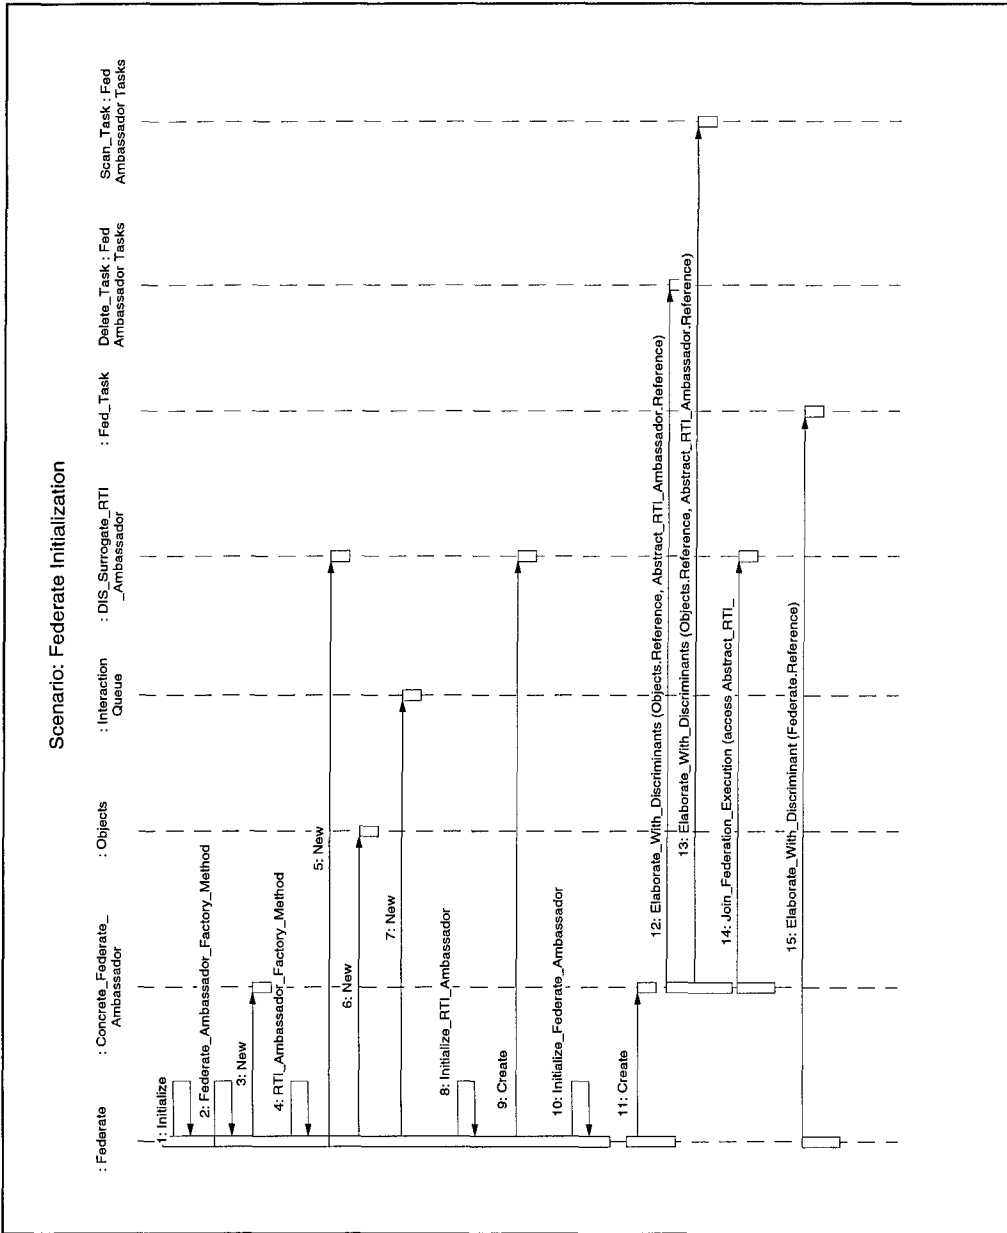 Scenario: Federate Initialization
: Federate
: Concrete_Federate_
Ambassador
: Objects
: Interaction
Queue
: DIS_Surrogate_RTI
_Ambassador
: Fed_Task
Delete_Task : Fed
Ambassador Tasks
Scan_Task : Fed
Ambassador Tasks
1: Initialize
2: Federate_Ambassador_Factory_Method
3: New
4: RTI_Ambassador_Factory_Method
5: New
6: New
7: New
8: Initialize_RTI_Ambassador
9: Create
10: Initialize_Federate_Ambassador
11: Create
12: Elaborate_With_Discriminants (Objects.Reference, Abstract_RTI_Ambassador.Reference)
13: Elaborate_With_Discriminants (Objects.Reference, Abstract_RTI_Ambassador.Reference)
14: Join_Federation_Execution (access Abstract_RTI_
15: Elaborate_With_Discriminant (Federate.Reference)